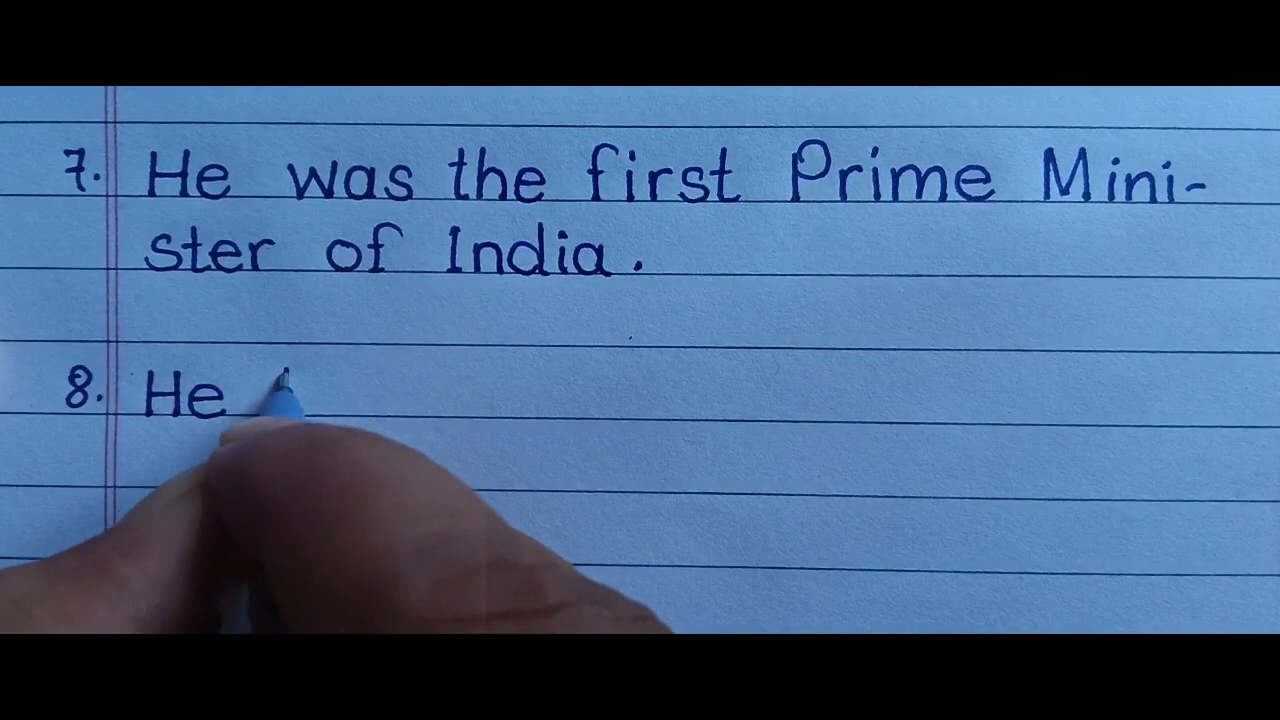 7. He was the first Prime Mini-
ster of India.
8. He